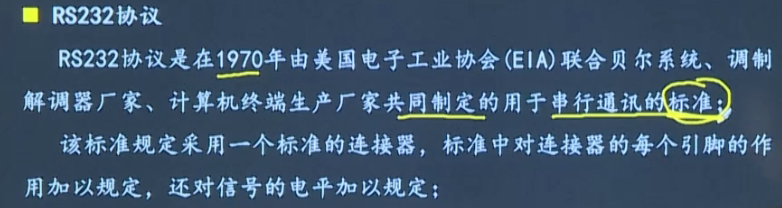 RS232协议
RS232协议是在1970年由美国电子工业协会(EIA)联合贝尔系统、调制
解调器厂家、计算机终端生产厂家共同制定的用于串行通讯的标准;
该标准规定采用一个标准的连接器，标准中对连接器的每个引脚的作
用加以规定，还对信号的电平加以规定；